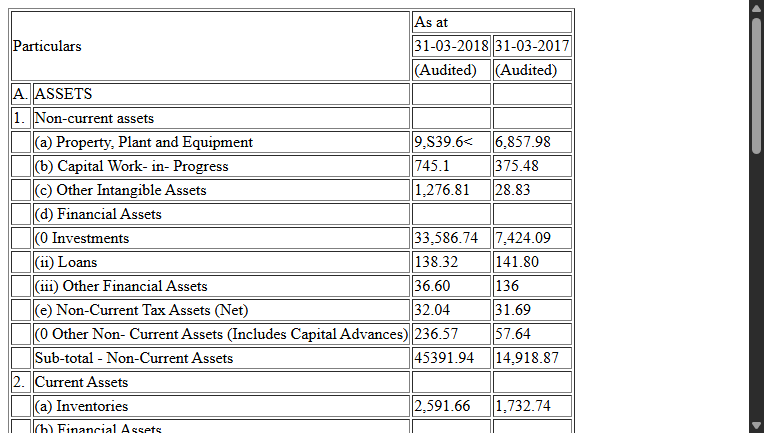 Particulars As at
31-03-2018 31-03-2017
(Audited) (Audited)
A. ASSETS
1. Non-current assets
(a) Property, Plant and Equipment 9,S39.6< 6,857.98
(b) Capital Work- in- Progress 745.1 375.48
(c) Other Intangible Assets 1,276.81 28.83
(d) Financial Assets
(0 Investments 33,586.74 7,424.09
(ii) Loans 138.32 141.80
(iii) Other Financial Assets 36.60 136
(e) Non-Current Tax Assets (Net) 32.04 31.69
(0 Other Non- Current Assets (Includes Capital Advances) 236.57 57.64
Sub-total - Non-Current Assets 45391.94 14,918.87
2. Current Assets
(a) Inventories 2,591.66 1,732.74
(b) Financial Assets